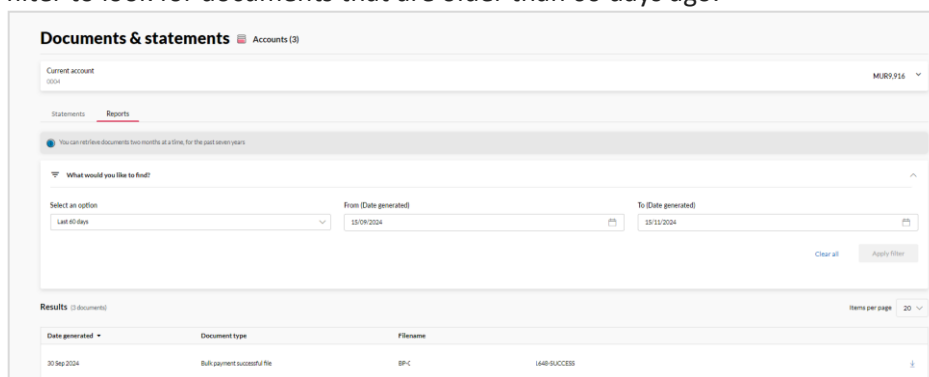 filter to look for documents that are older than 60 days ago.
Documents & statements Accounts (3)
Current account
0004
MUR9,916
Statements Reports
You can retrieve documents two months at a time, for the past seven years
What would you like to find?
Select an option From (Date generated) To (Date generated)
Last 60 days 15/09/2024 15/11/2024
Clear all Apply filter
Results (3 documents) Items per page 20
Date generated Document type Filename
30 Sep 2024 Bulk payment successful file BP-C L648-SUCCESS